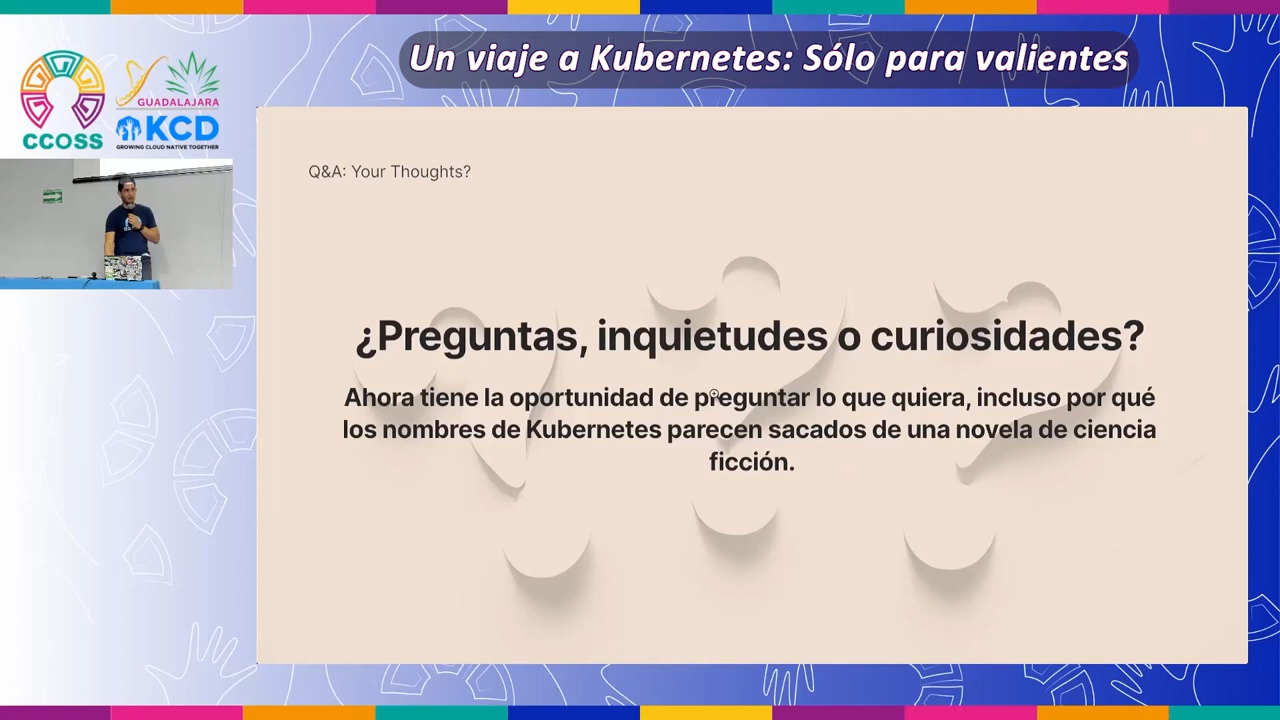 Un viaje a Kubernetes: Sólo para valientes
CCOSS
GUADALAJARA
KCD
GROWING CLOUD NATIVE TOGETHER
Q&A: Your Thoughts?
¿Preguntas, inquietudes o curiosidades?
Ahora tiene la oportunidad de preguntar lo que quiera, incluso por qué
los nombres de Kubernetes parecen sacados de una novela de ciencia
ficción.